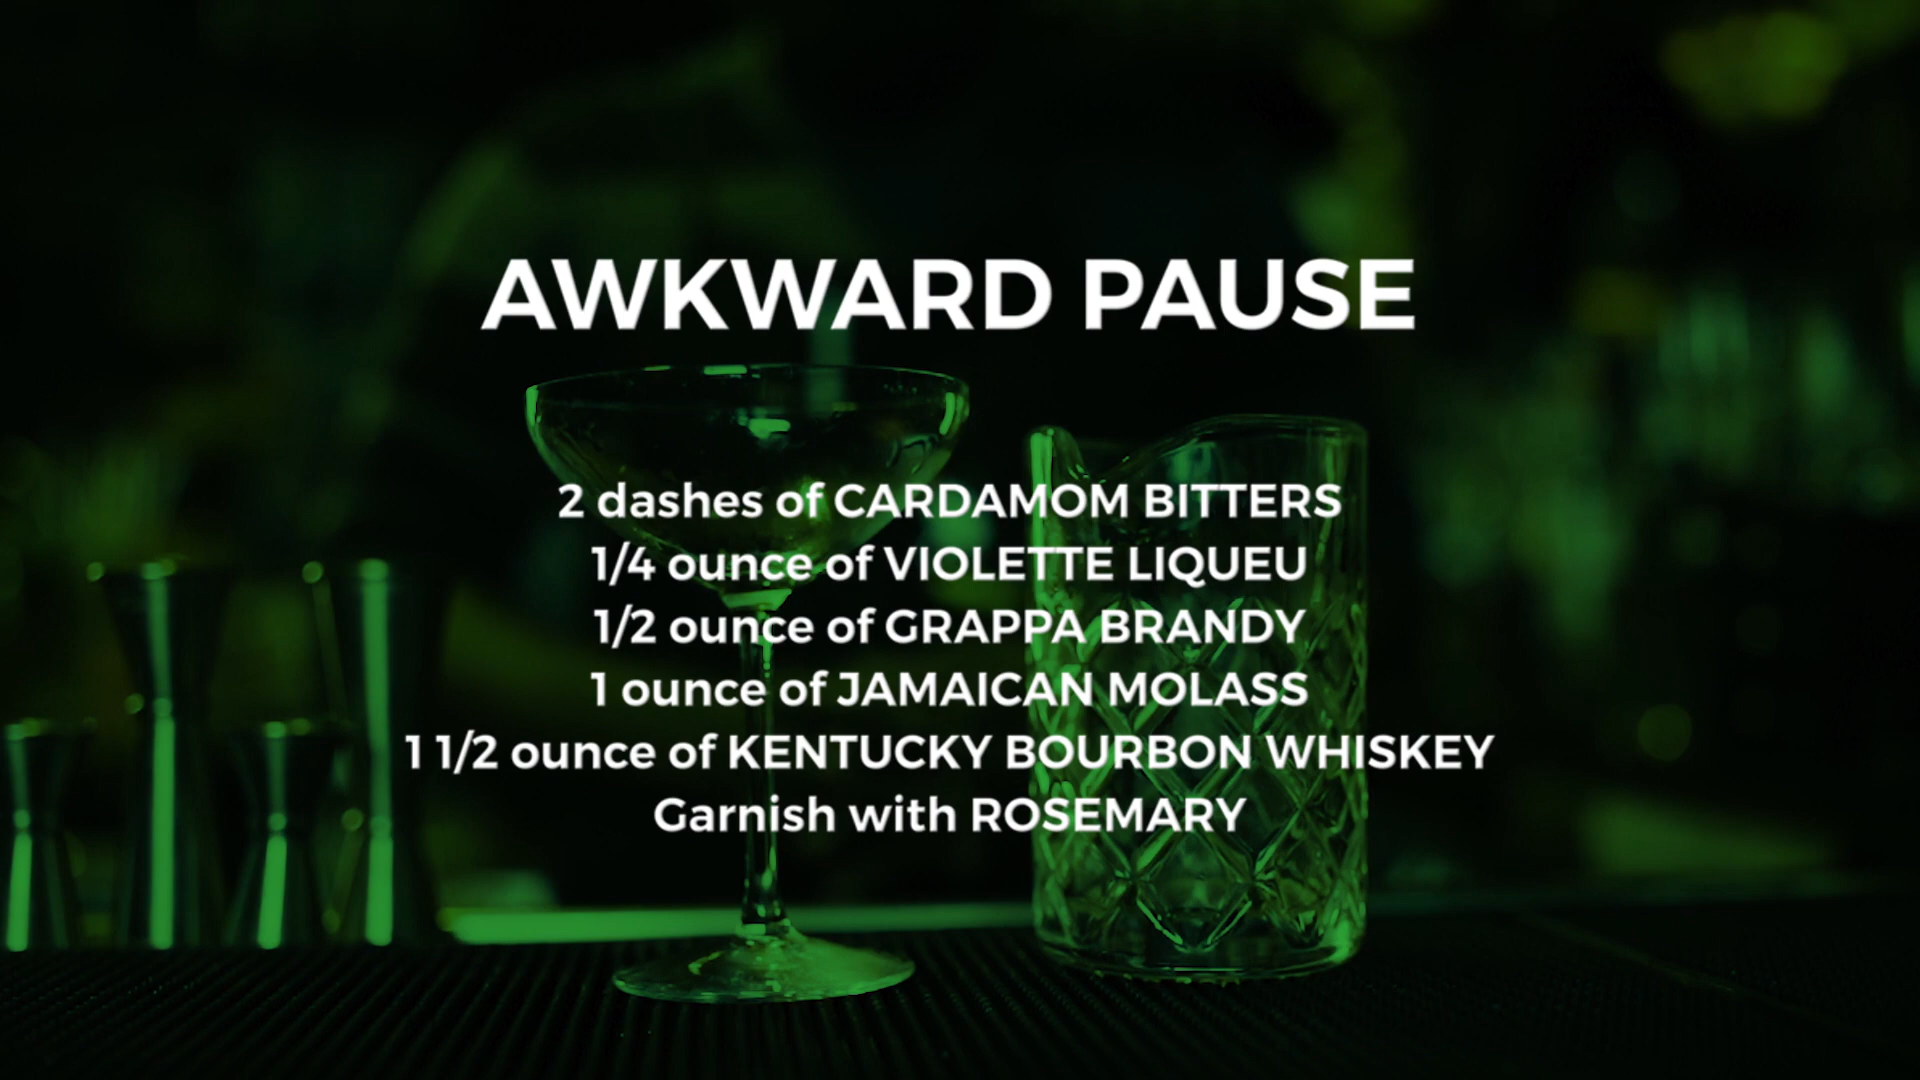 AWKWARD PAUSE
2 dashes of CARDAMOM BITTERS
1/4 ounce of VIOLETTE LIQUEU
1/2 ounce of GRAPPA BRANDY
1 ounce of JAMAICAN MOLASS
1 1/2 ounce of KENTUCKY BOURBON WHISKEY
Garnish with ROSEMARY